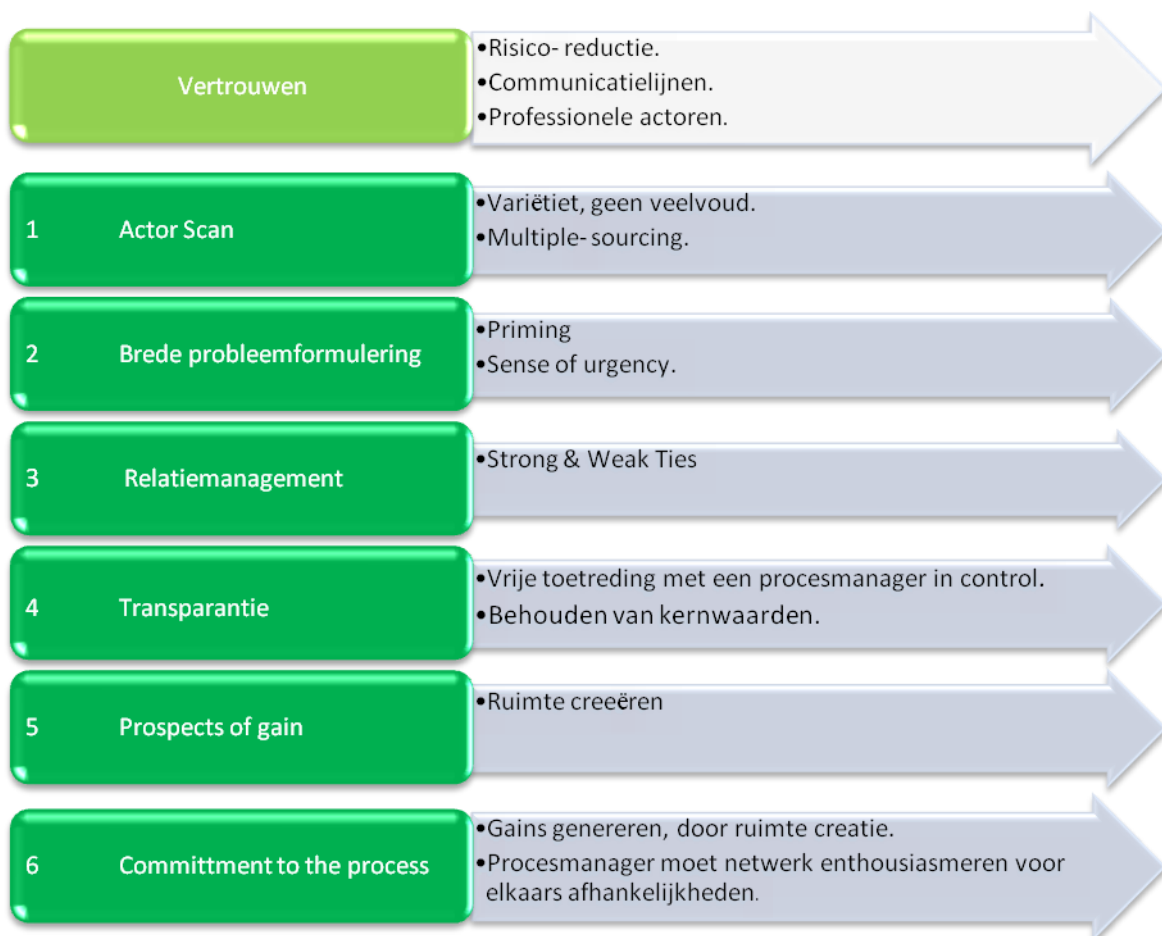 Vertrouwen
•Risico- reductie.
•Communicatielijnen.
•Professionele actoren.
1 Actor Scan
•Variëtiet, geen veelvoud.
•Multiple- sourcing.
2 Brede probleemformulering
•Priming
•Sense of urgency.
3 Relatiemanagement
•Strong & Weak Ties
4 Transparantie
•Vrije toetreding met een procesmanager in control.
•Behouden van kernwaarden.
5 Prospects of gain
•Ruimte creeëren
6 Committment to the process
•Gains genereren, door ruimte creatie.
•Procesmanager moet netwerk enthousiasmeren voor
elkaars afhankelijkheden.